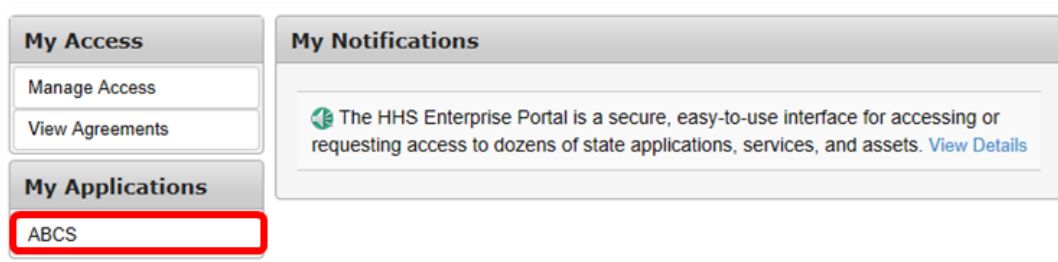 My Access
Manage Access
View Agreements
My Applications
ABCS
My Notifications
The HHS Enterprise Portal is a secure, easy-to-use interface for accessing or
requesting access to dozens of state applications, services, and assets. View Details